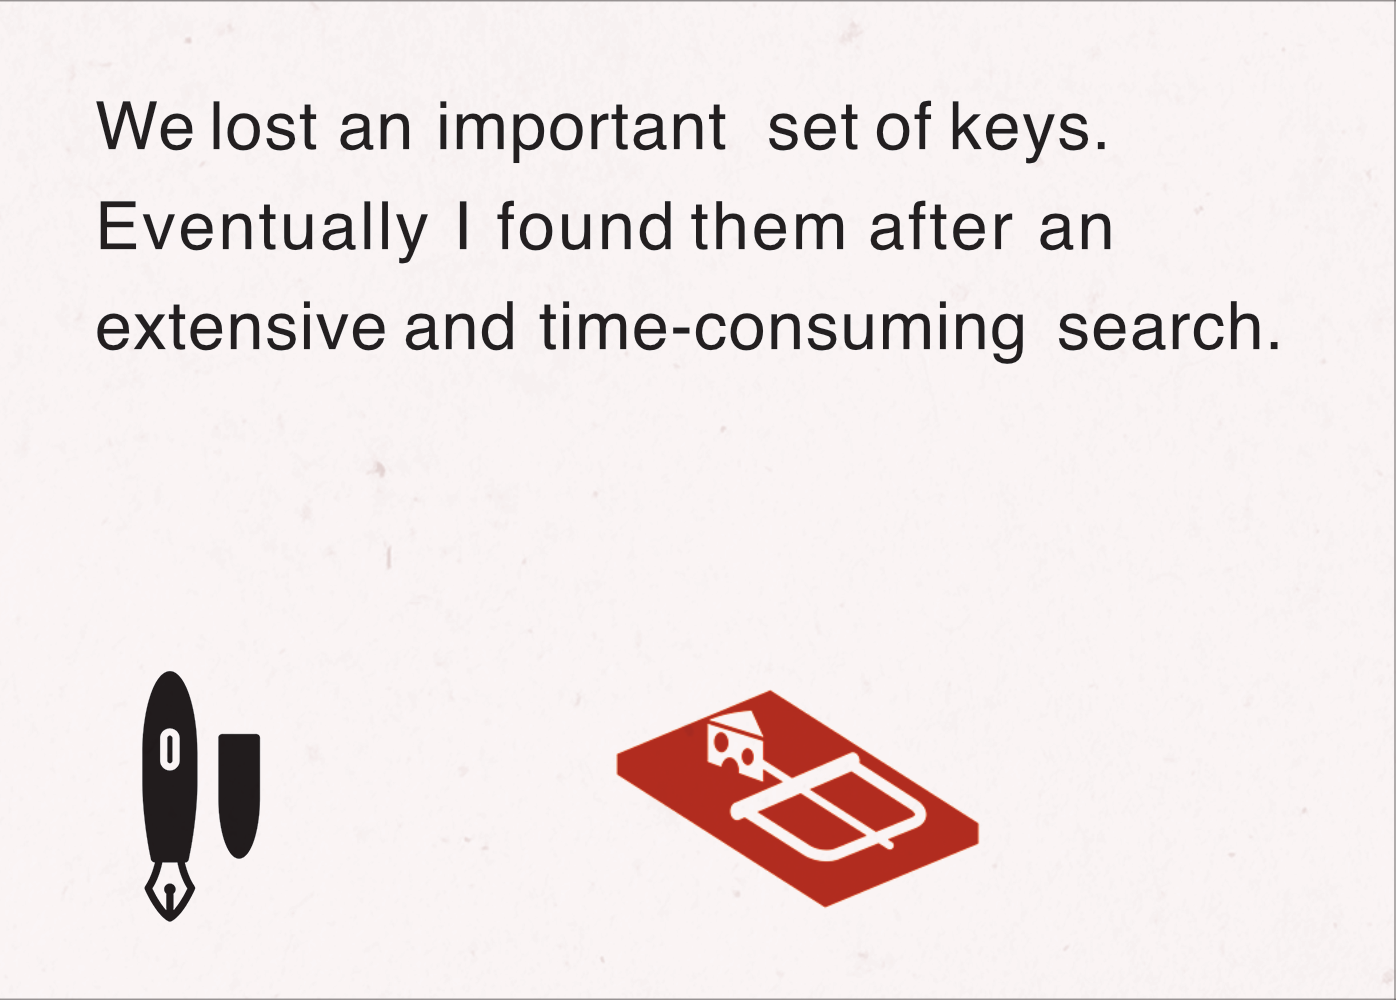 We lost an important set of keys.
Eventually I found them after an
extensive and time-consuming search.